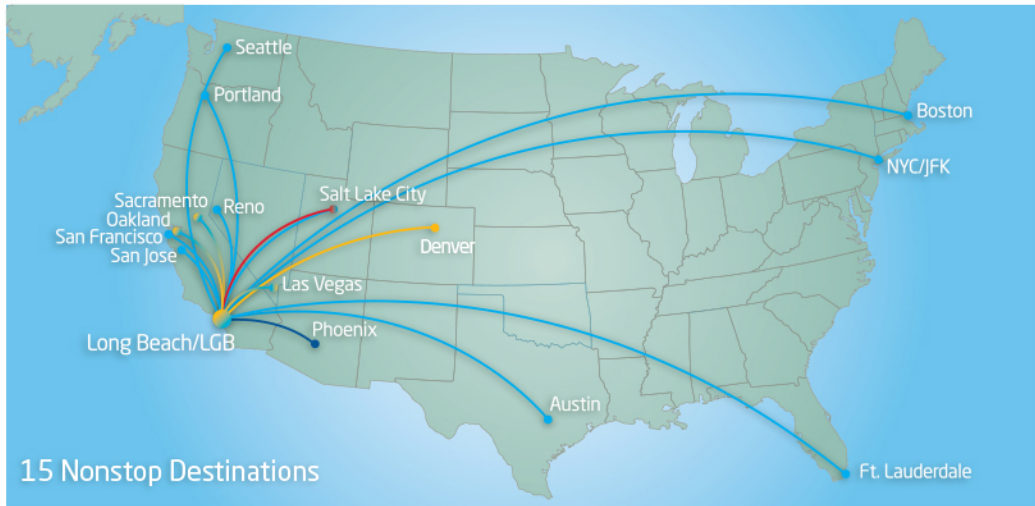 Seattle
Portland
Boston
NYC/JFK
Sacramento
Oakland
San Francisco
San Jose
Reno
Salt Lake City
Denver
Las Vegas
Long Beach/LGB
Phoenix
Austin
Ft. Lauderdale
15 Nonstop Destinations